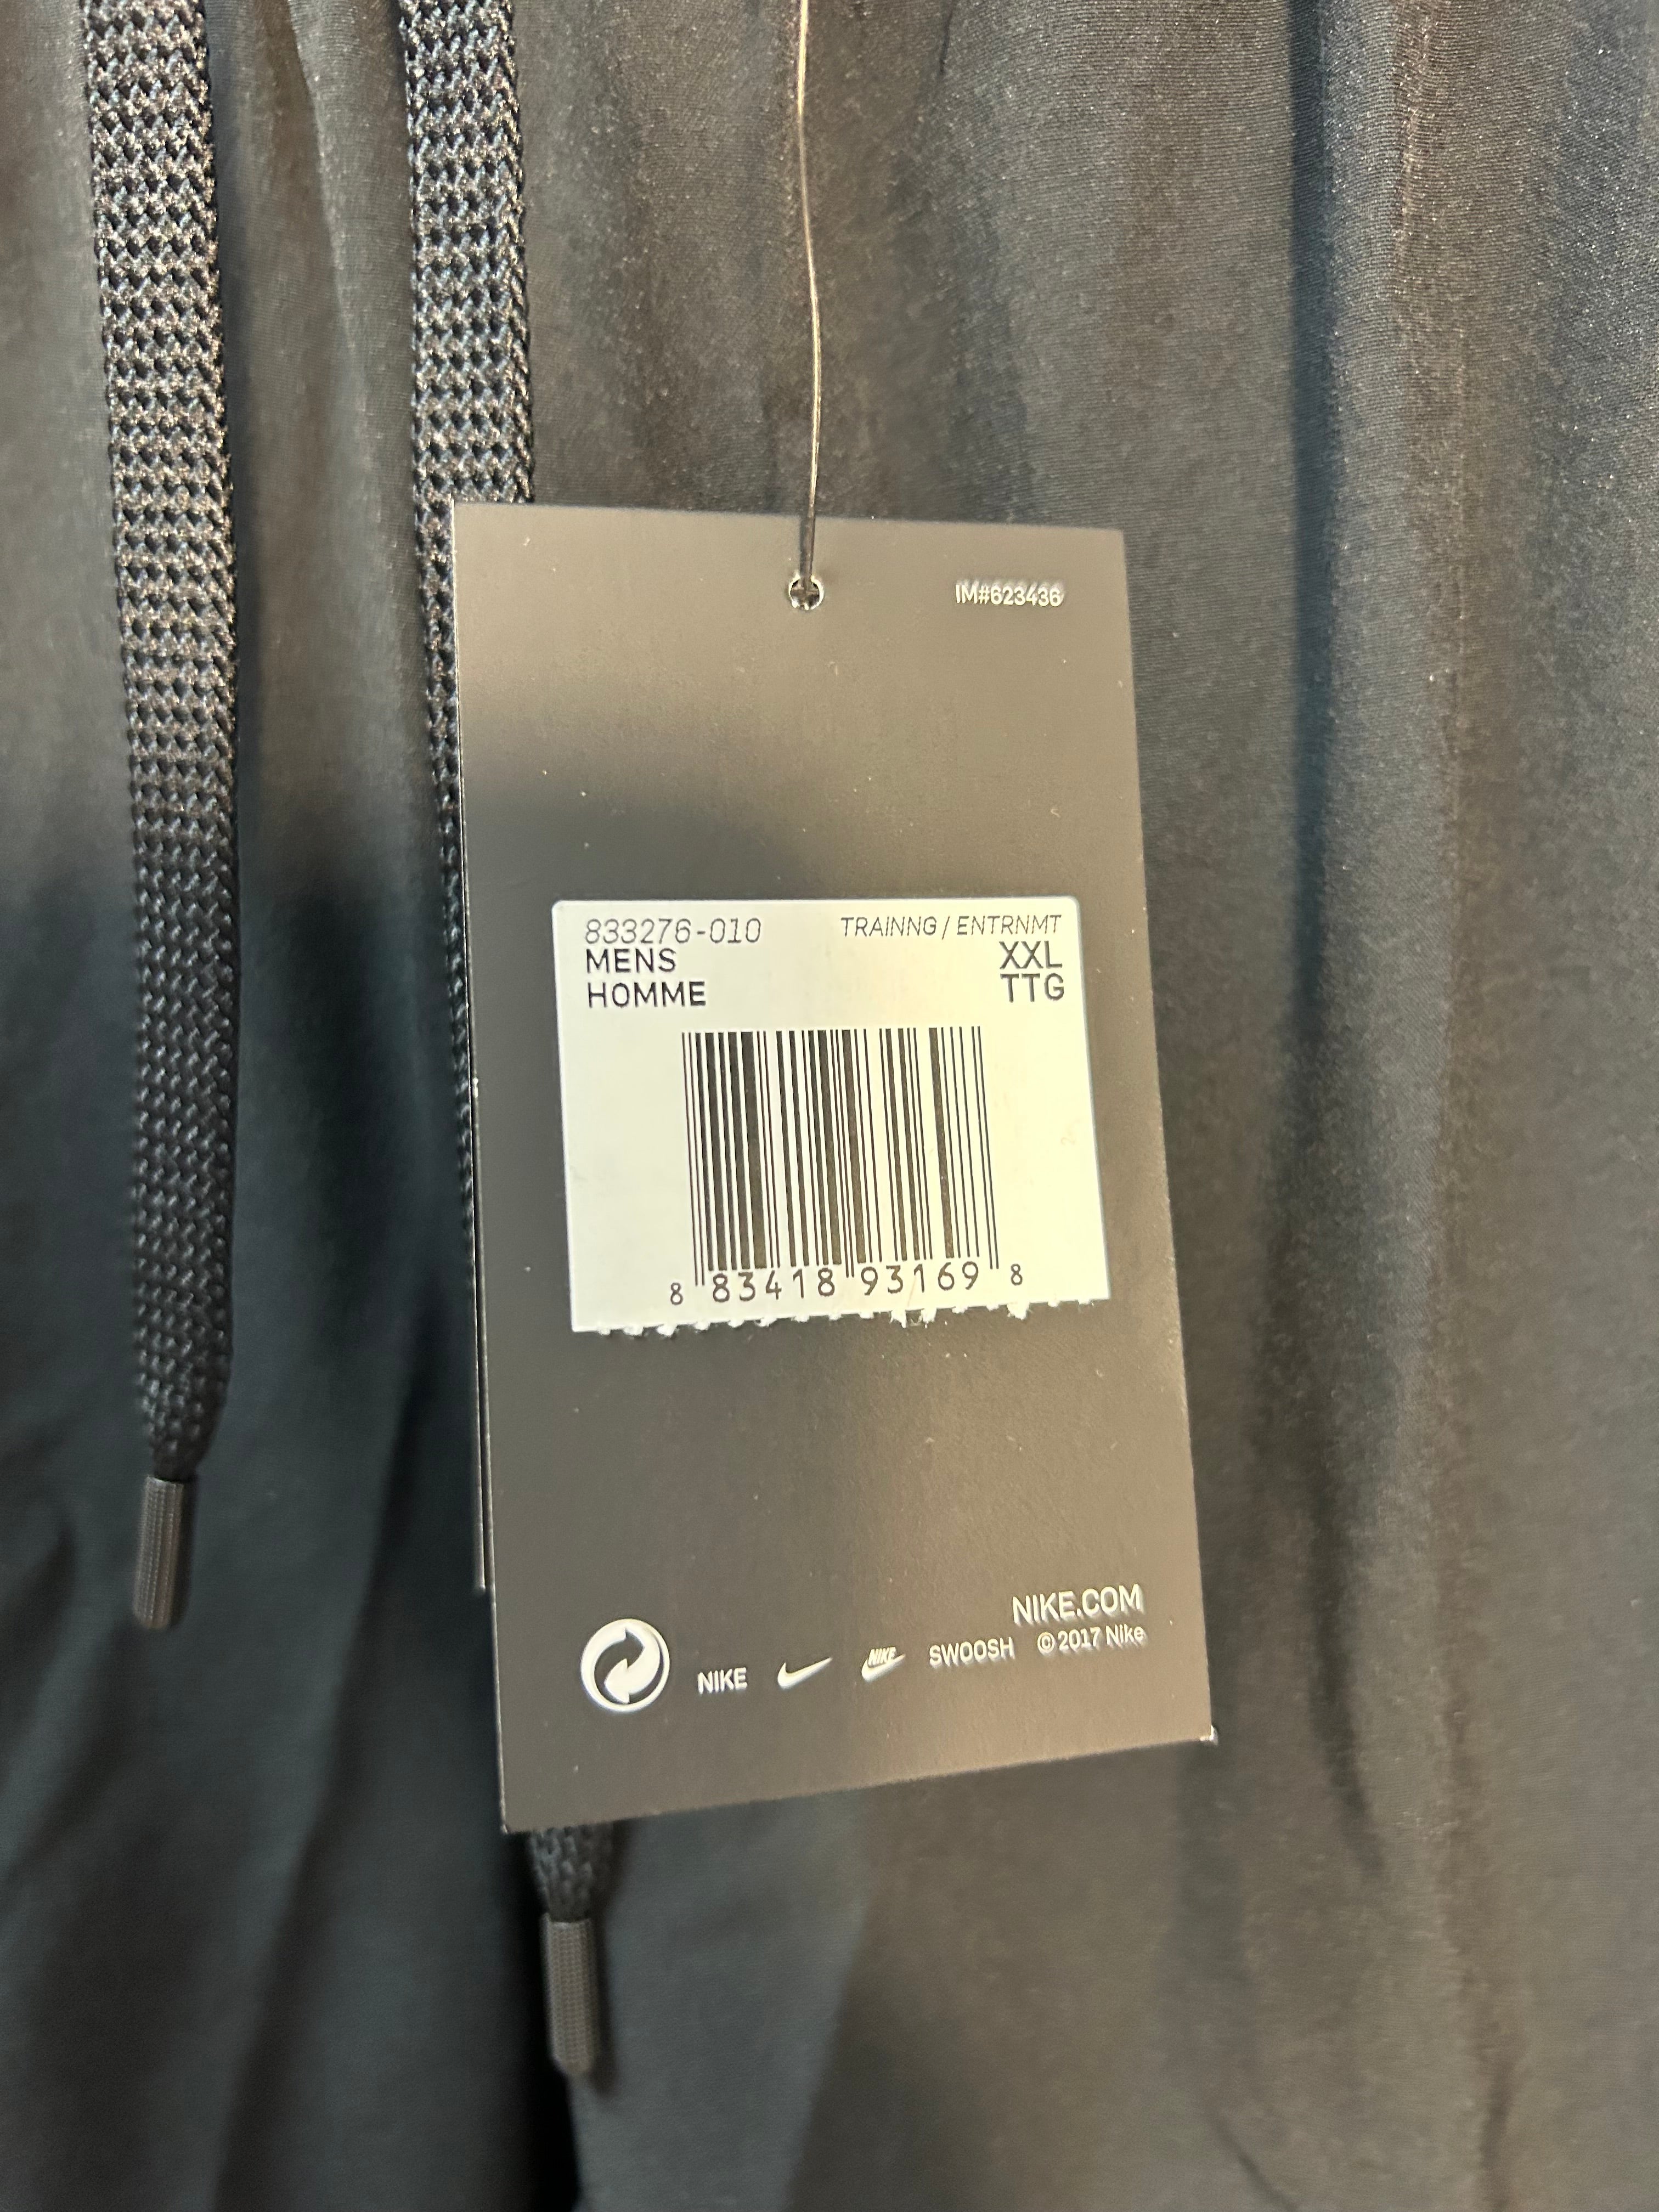 IM#623436
833276-010 TRAINNG / ENTRNMT
MENS XXL
HOMME TTG
8 83418 93169 8
NIKE.COM
NIKE NIKE SWOOSH ©2017 Nike